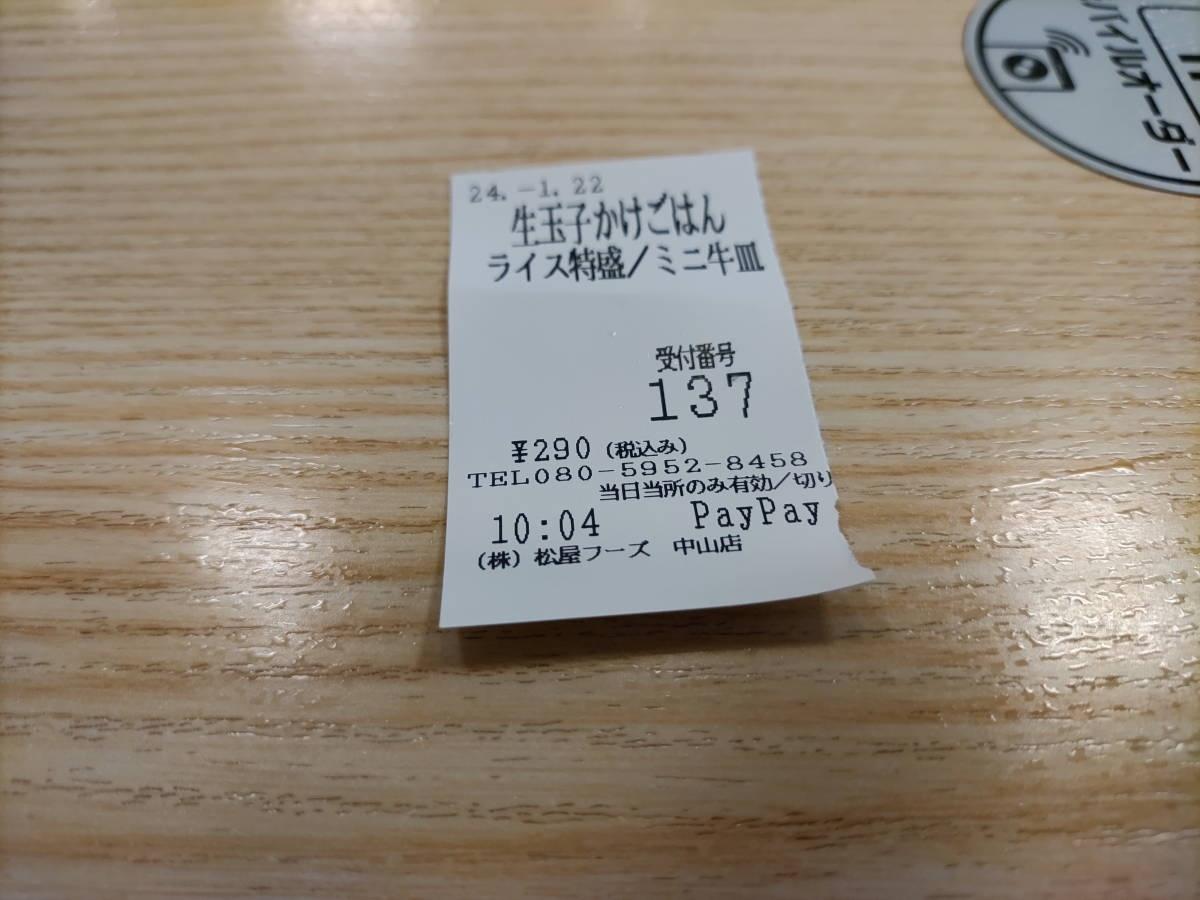 24.-1.22
生玉子かけごはん
ライス特盛/ミニ牛皿
受付番号
137
¥290(税込み)
TEL080-5952-8458
当日当所のみ有効/切り
10:04 PayPay
(株)松屋フーズ 中山店
バイルオーダー